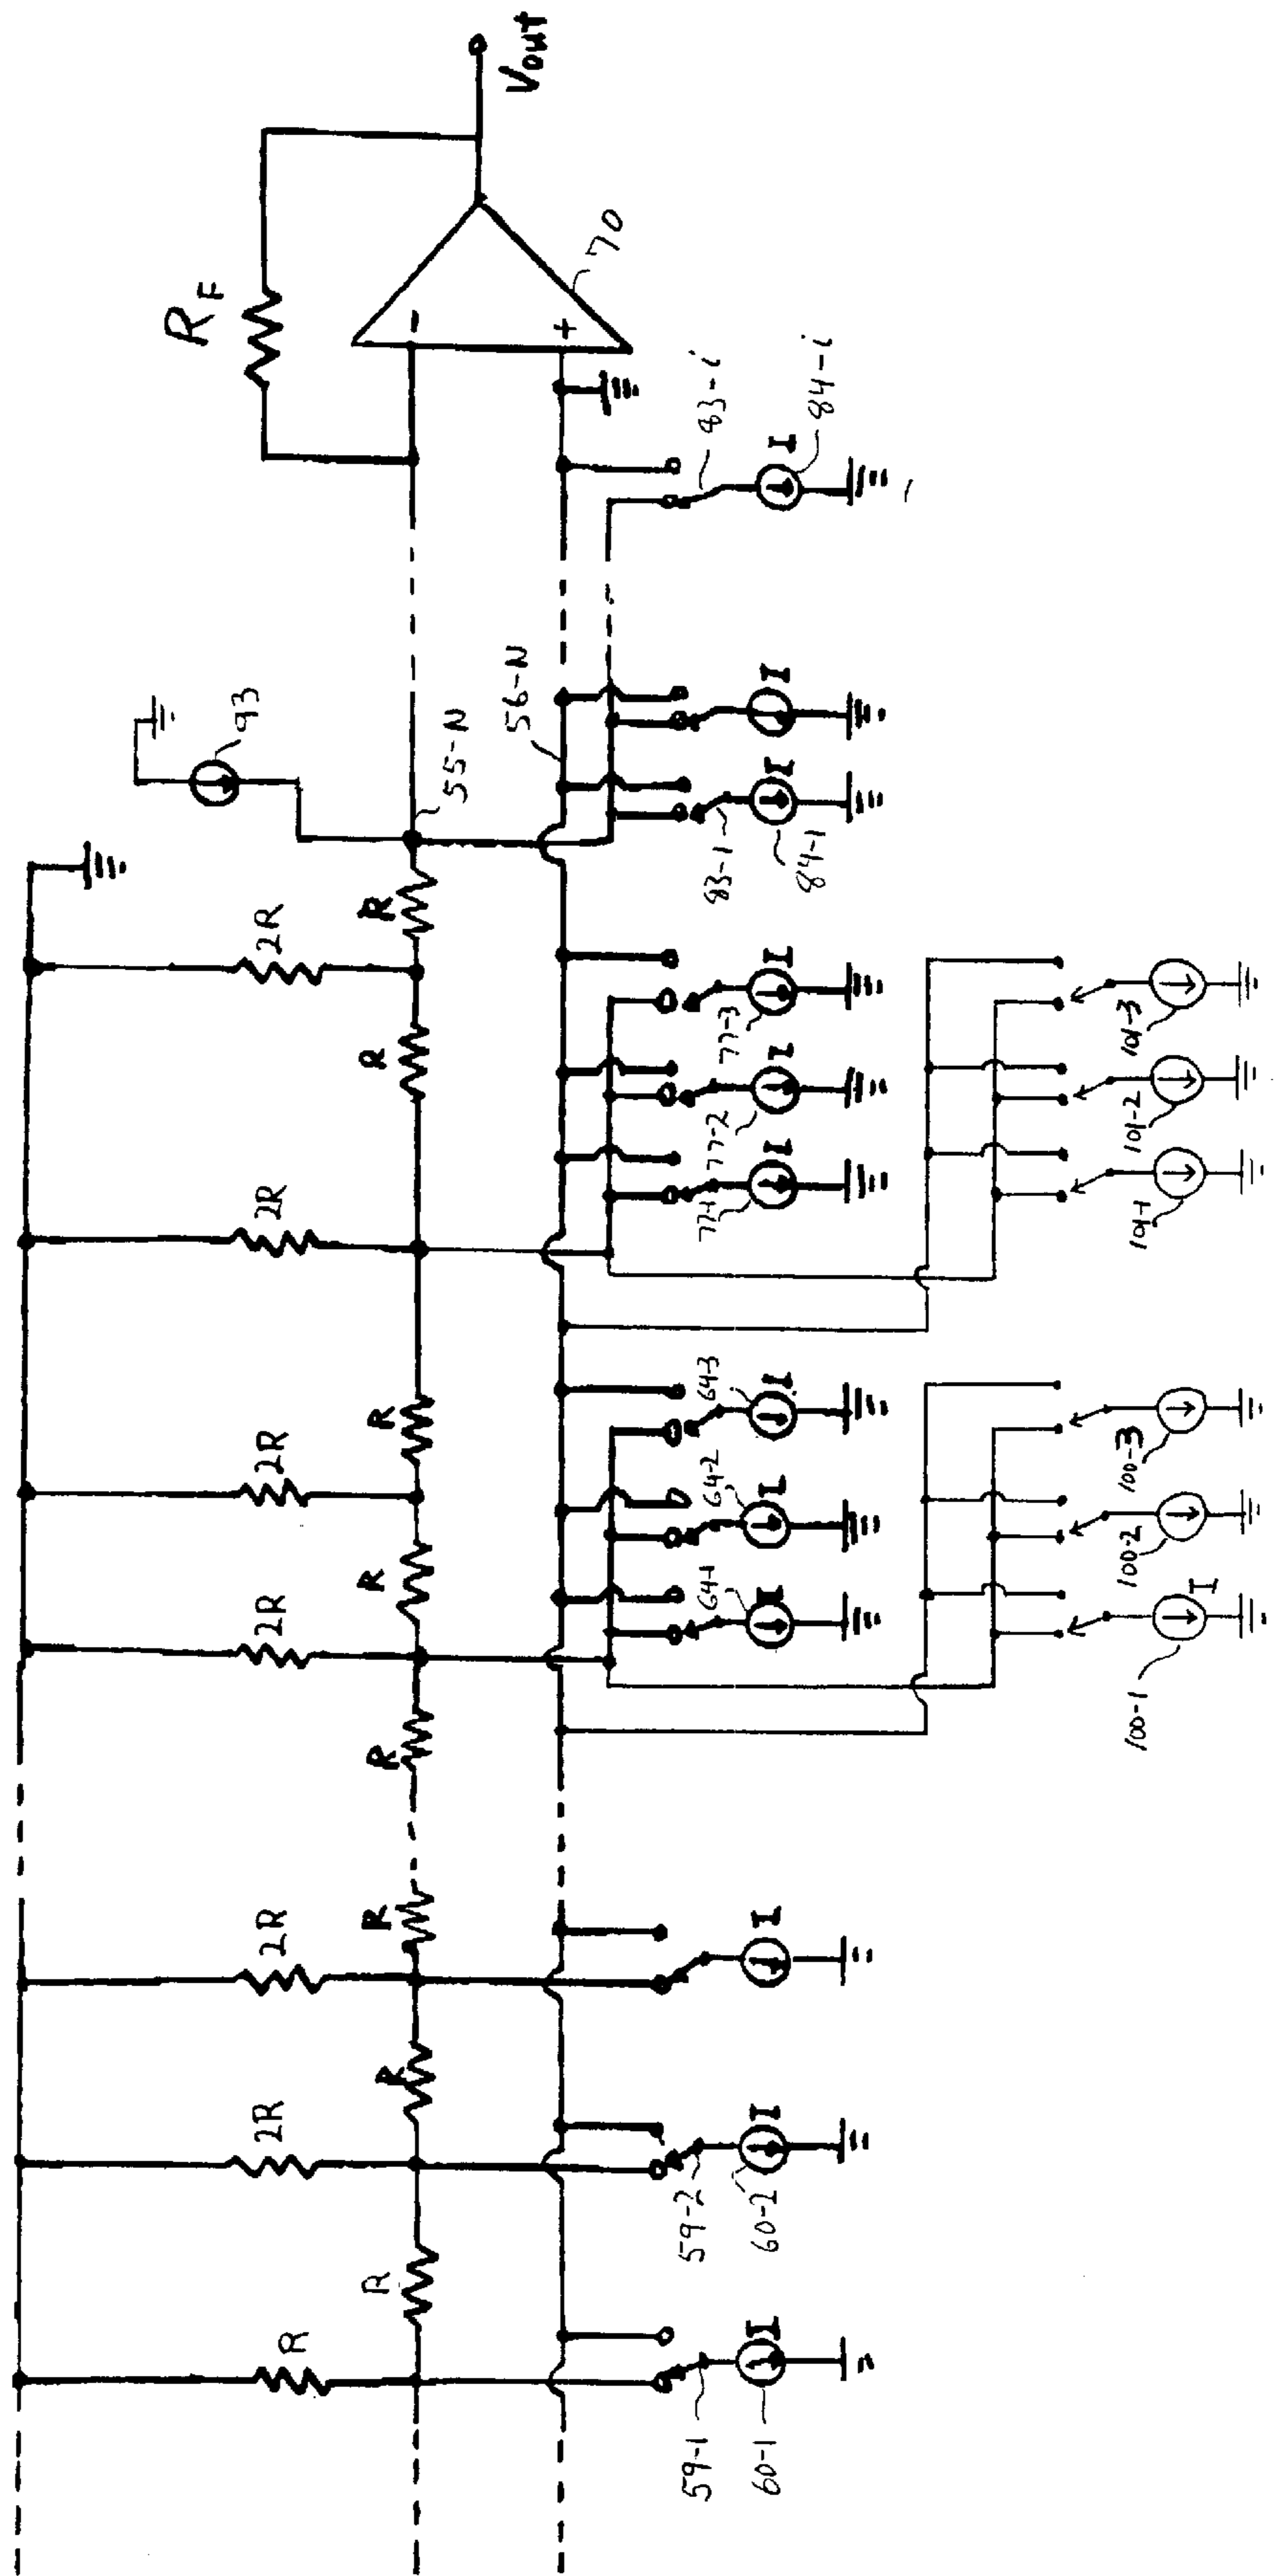 Vout
R F
-
+
70
83-i
I
84-i
93
55-N
56-N
I
I
83-1
84-1
2R
R
R
2R
I
77-3
I
77-2
I
77-1
101-3
101-2
101-1
R
2R
R
2R
R
64-3
I
64-2
I
64-1
I
100-3
100-2
I
100-1
R
2R
R
2R
R
R
I
I
59-2
60-2
I
59-1
60-1